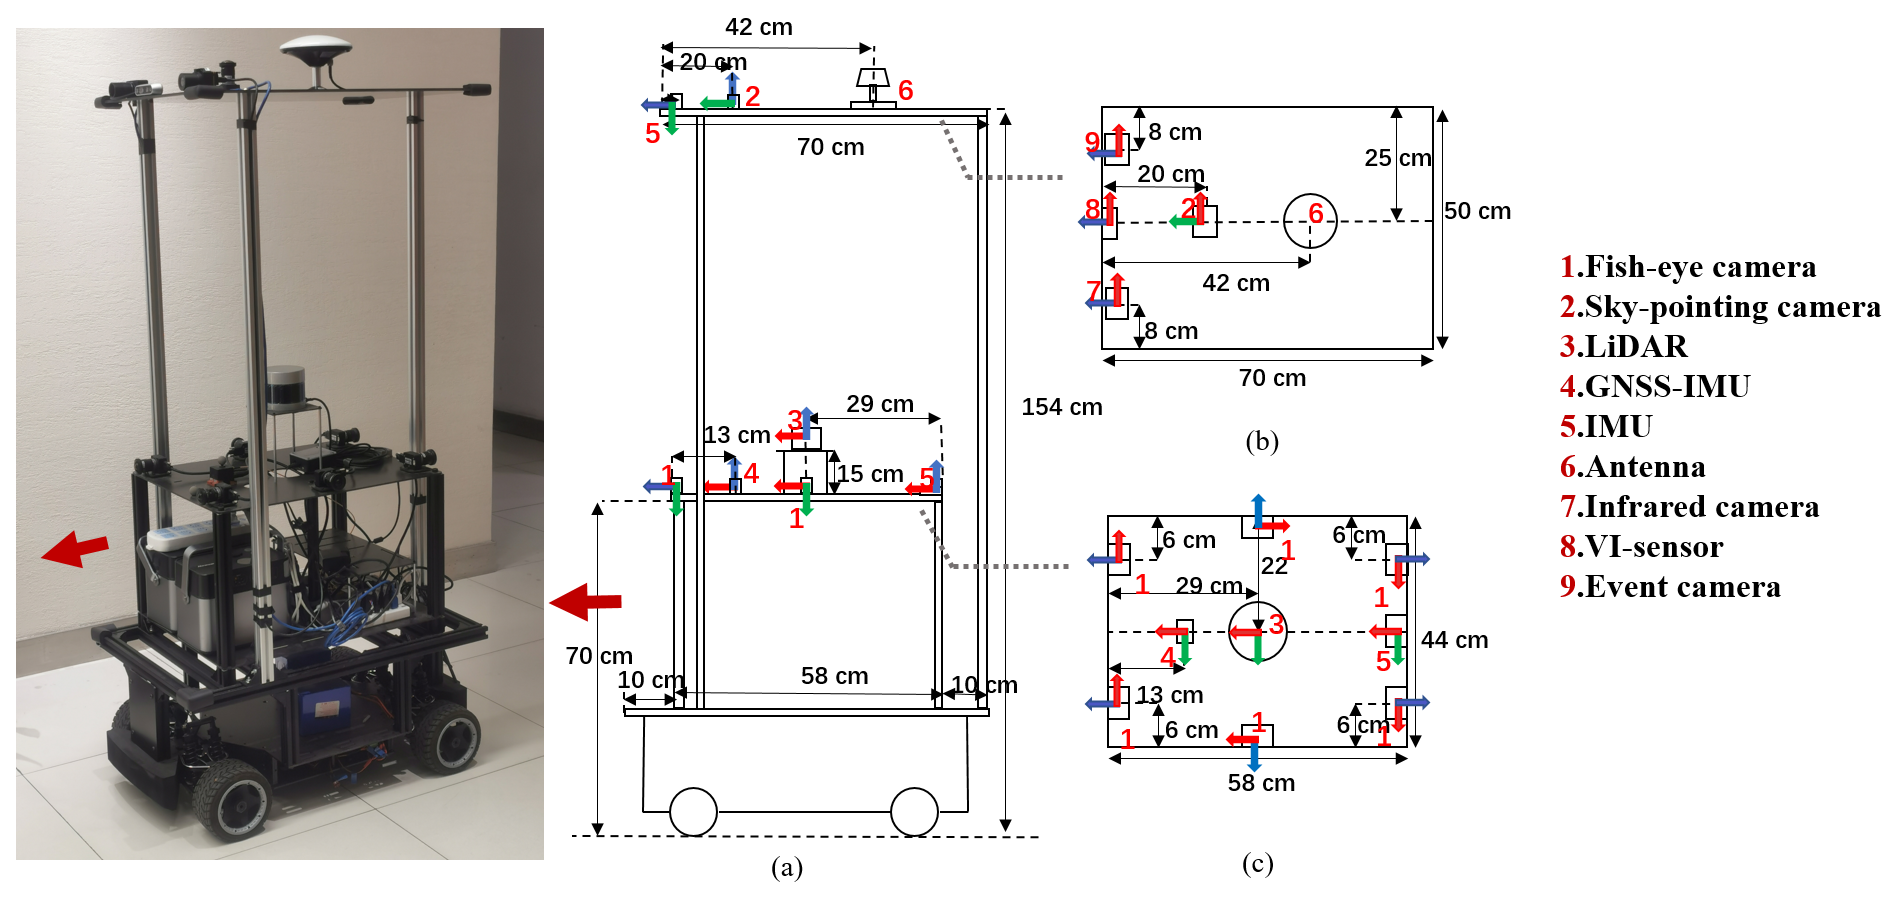 42 cm
20 cm
2
6
5
70 cm
154 cm
29 cm
3
13 cm
1
4
15 cm
5
1
70 cm
10 cm
58 cm
10 cm
(a)
9
8 cm
25 cm
20 cm
8
2
6
50 cm
7
42 cm
8 cm
70 cm
(b)
6 cm
6 cm
1
22
1
29 cm
1
3
44 cm
4
5
13 cm
6 cm
1
6 cm
1
1
58 cm
(c)
1.Fish-eye camera
2.Sky-pointing camera
3.LiDAR
4.GNSS-IMU
5.IMU
6.Antenna
7.Infrared camera
8.VI-sensor
9.Event camera